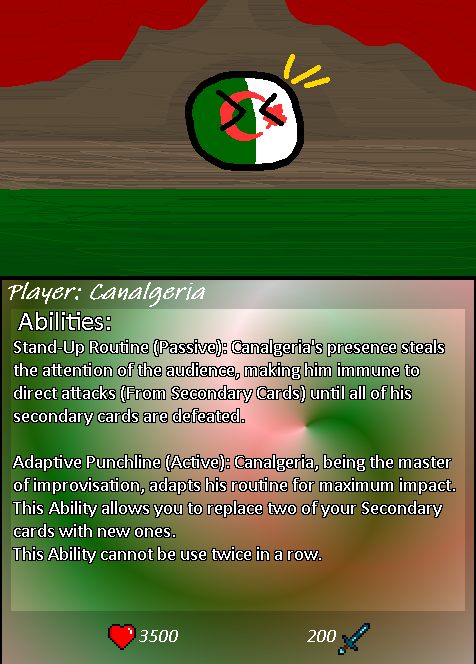 Player: Canalgeria
Abilities:
Stand-Up Routine (Passive): Canalgeria's presence steals
the attention of the audience, making him immune to
direct attacks (From Secondary Cards) until all of his
secondary cards are defeated.
Adaptive Punchline (Active): Canalgeria, being the master
of improvisation, adapts his routine for maximum impact.
This Ability allows you to replace two of your Secondary
cards with new ones.
This Ability cannot be use twice in a row.
3500
200